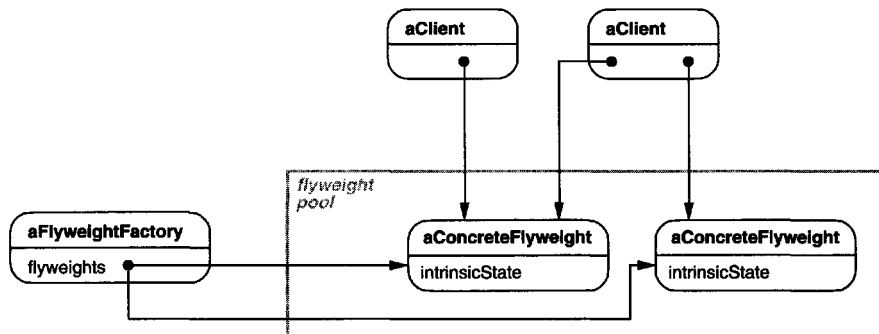 aClient
aClient
flyweight
pool
aFlyweightFactory
flyweights
aConcreteFlyweight
intrinsicState
aConcreteFlyweight
intrinsicState